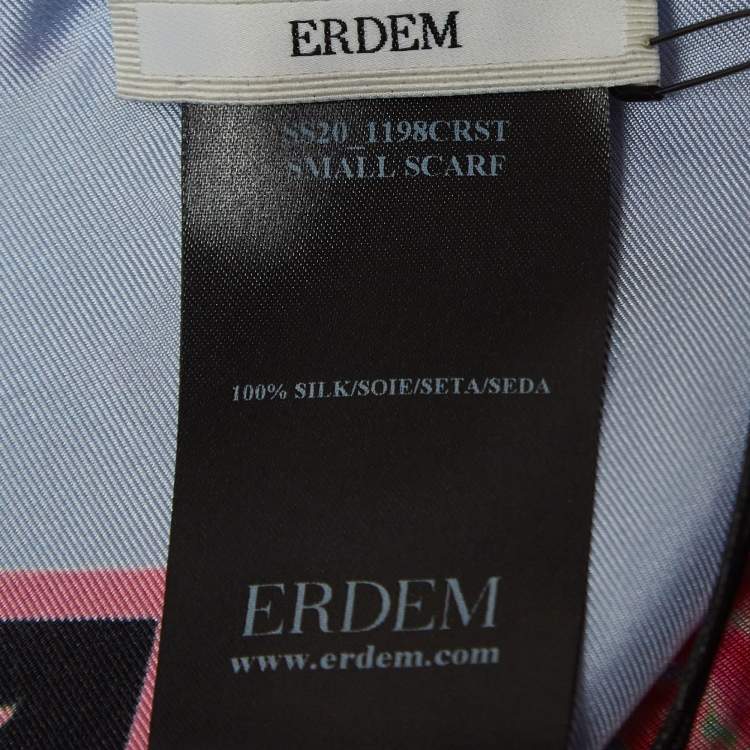 ERDEM
SS20_1198CRST
SMALL SCARF
100% SILK/SOIE/SETA/SEDA
ERDEM
www.erdem.com